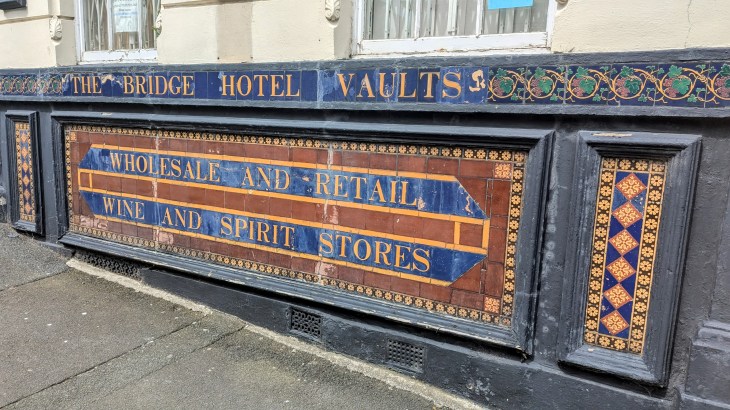 THE BRIDGE HOTEL VAULTS
WHOLESALE AND RETAIL
WINE AND SPIRIT STORES